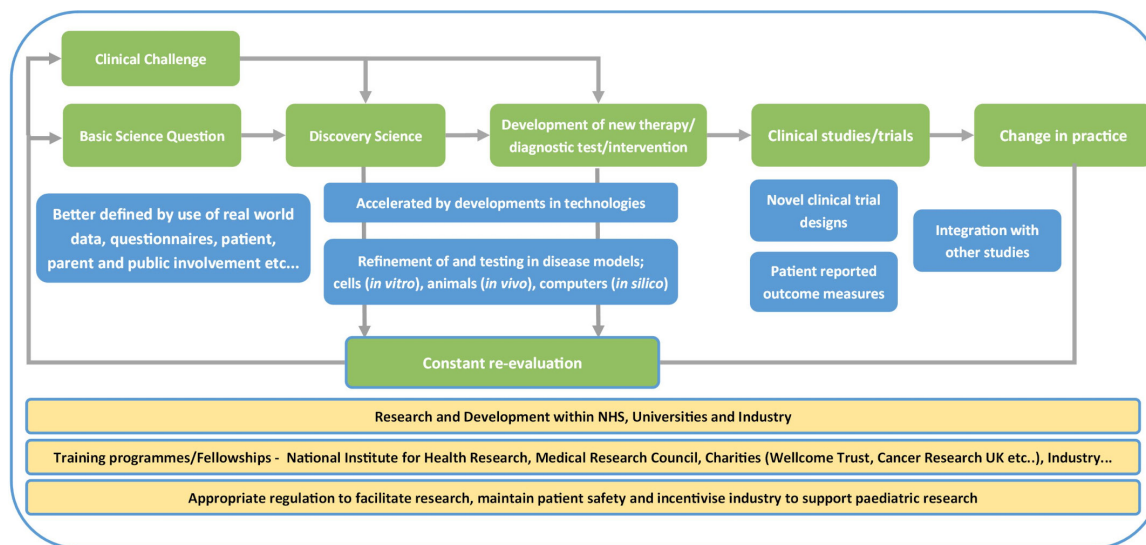 Clinical Challenge
Basic Science Question
Discovery Science
Development of new therapy/
diagnostic test/intervention
Clinical studies/trials
Change in practice
Better defined by use of real world
data, questionnaires, patient,
parent and public involvement etc...
Accelerated by developments in technologies
Refinement of and testing in disease models;
cells (in vitro), animals (in vivo), computers (in silico)
Novel clinical trial
designs
Patient reported
outcome measures
Integration with
other studies
Constant re-evaluation
Research and Development within NHS, Universities and Industry
Training programmes/Fellowships - National Institute for Health Research, Medical Research Council, Charities (Wellcome Trust, Cancer Research UK etc..), Industry...
Appropriate regulation to facilitate research, maintain patient safety and incentivise industry to support paediatric research